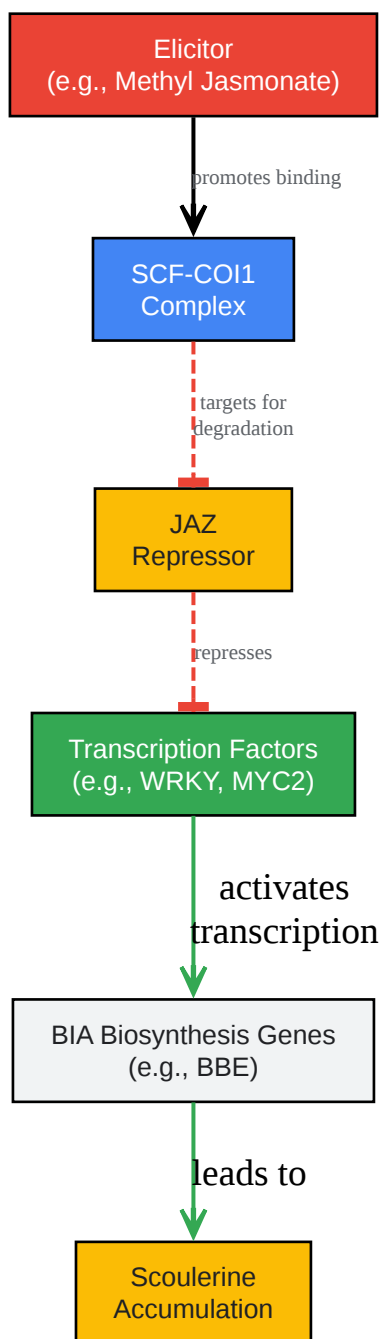 Elicitor
(e.g., Methyl Jasmonate)
promotes binding
SCF-COI1
Complex
targets for
degradation
JAZ
Repressor
represses
Transcription Factors
(e.g., WRKY, MYC2)
activates
transcription
BIA Biosynthesis Genes
(e.g., BBE)
leads to
Scoulerine
Accumulation